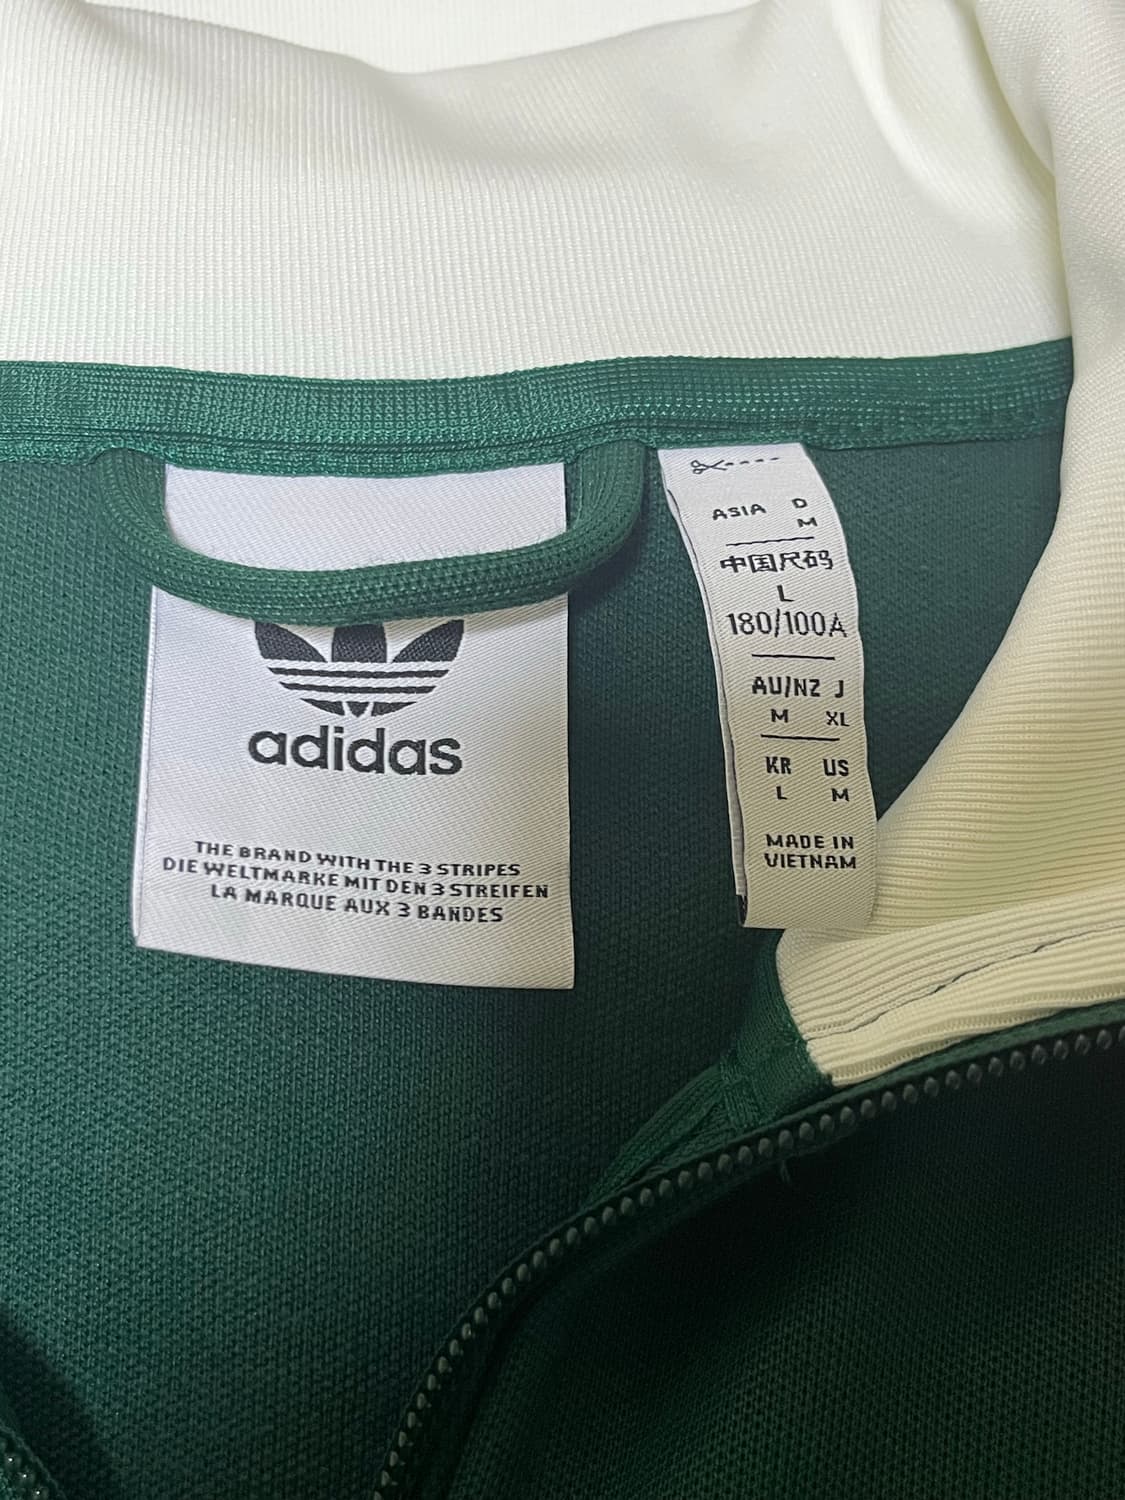 adidas
THE BRAND WITH THE 3 STRIPES
DIE WELTMARKE MIT DEN 3 STREIFEN
LA MARQUE AUX 3 BANDES
ASIA D
M
中国尺码
L
180/100A
AU/NZ J
M XL
KR US
L M
MADE IN
VIETNAM